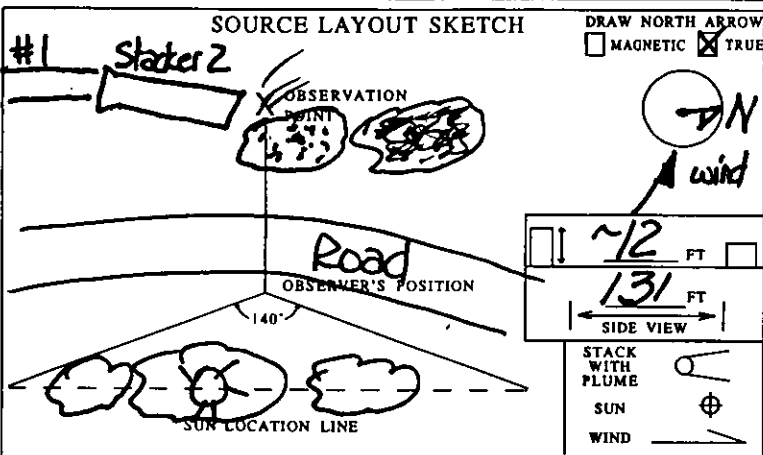 SOURCE LAYOUT SKETCH
DRAW NORTH ARROW
MAGNETIC TRUE
#1
Stacker 2
OBSERVATION
POINT
N
wind
Road
~12 FT
OBSERVER'S POSITION
131 FT
140°
SIDE VIEW
STACK
WITH
PLUME
SUN
WIND
SUN LOCATION LINE